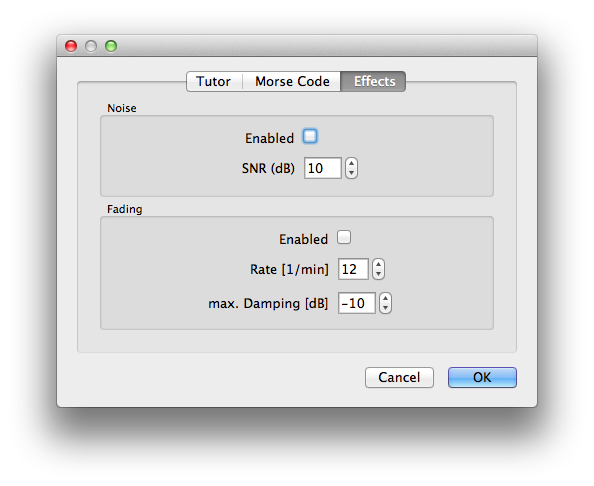 Tutor Morse Code Effects
Noise
Enabled
SNR (dB) 10
Fading
Enabled
Rate [1/min] 12
max. Damping [dB] -10
Cancel OK